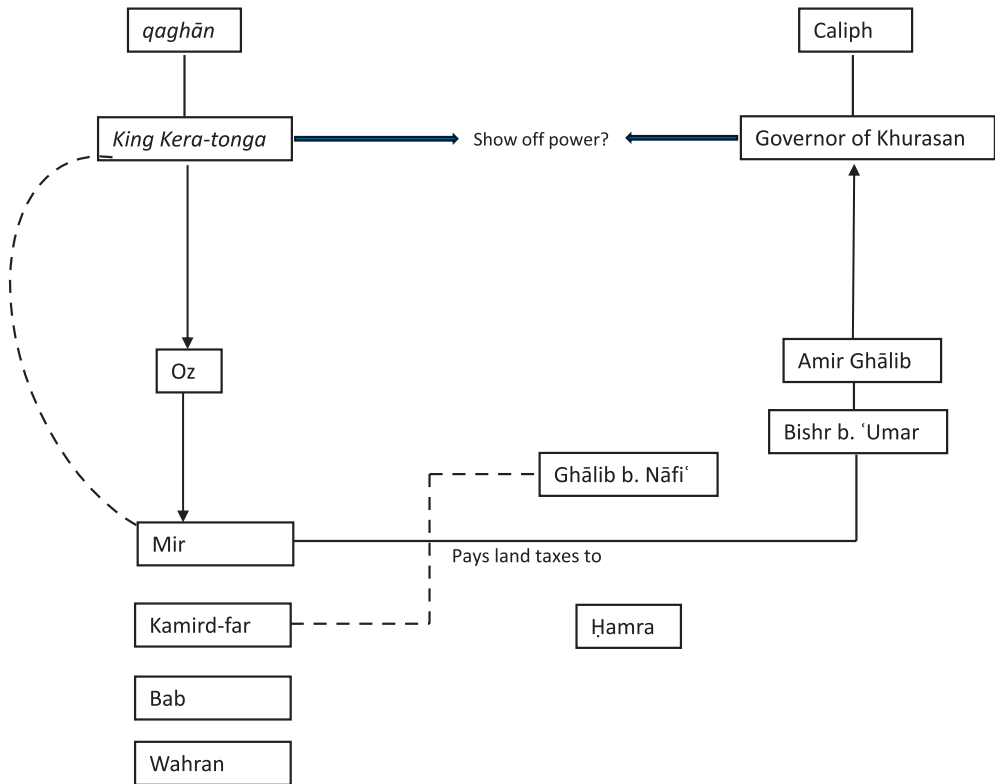 qaghān
Caliph
King Kera-tonga
Show off power?
Governor of Khurasan
Oz
Amir Ghālib
Bishr b. ʿUmar
Ghālib b. Nāfiʿ
Mir
Pays land taxes to
Kamird-far
Ḥamra
Bab
Wahran